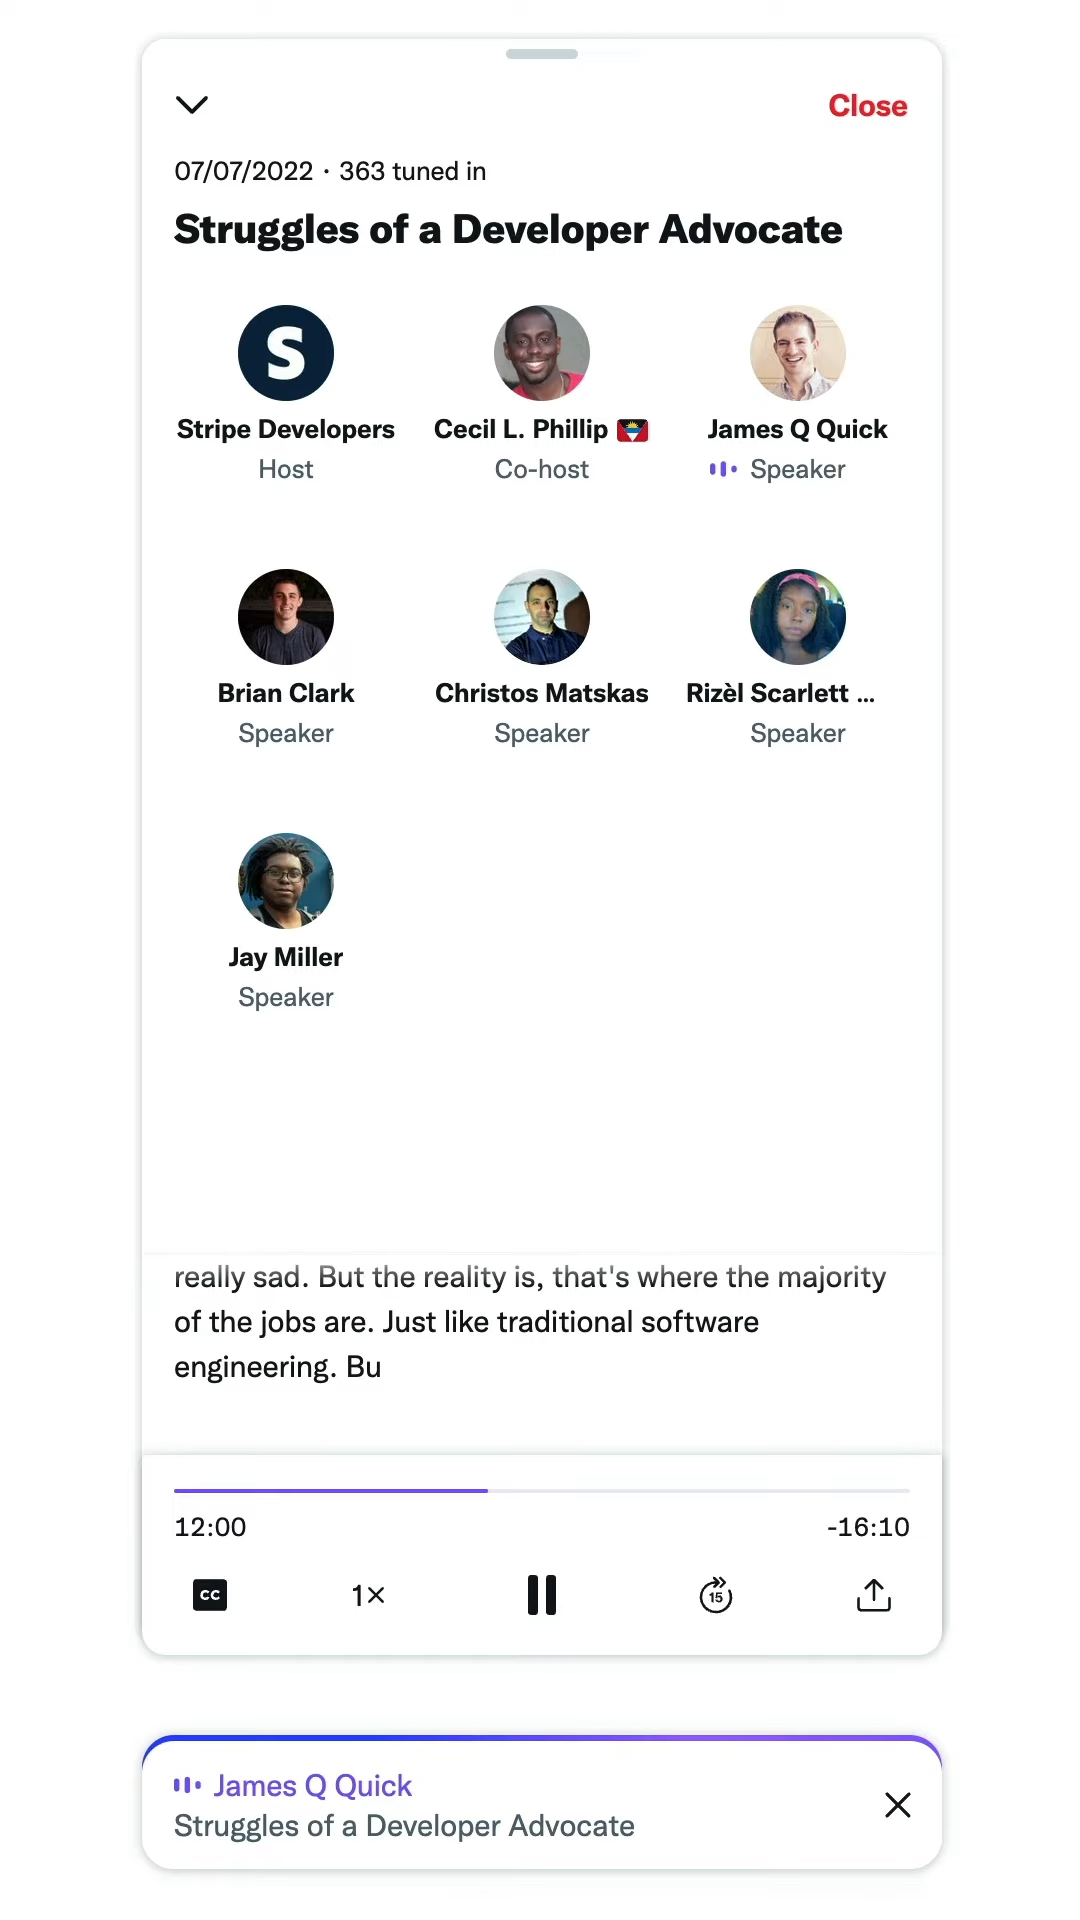 Close
07/07/2022 · 363 tuned in
Struggles of a Developer Advocate
S
Stripe Developers
Host
Cecil L. Phillip 🇦🇬
Co-host
James Q Quick
Speaker
Brian Clark
Speaker
Christos Matskas
Speaker
Rizèl Scarlett ...
Speaker
Jay Miller
Speaker
really sad. But the reality is, that's where the majority
of the jobs are. Just like traditional software
engineering. Bu
12:00
-16:10
CC
1×
15
James Q Quick
Struggles of a Developer Advocate